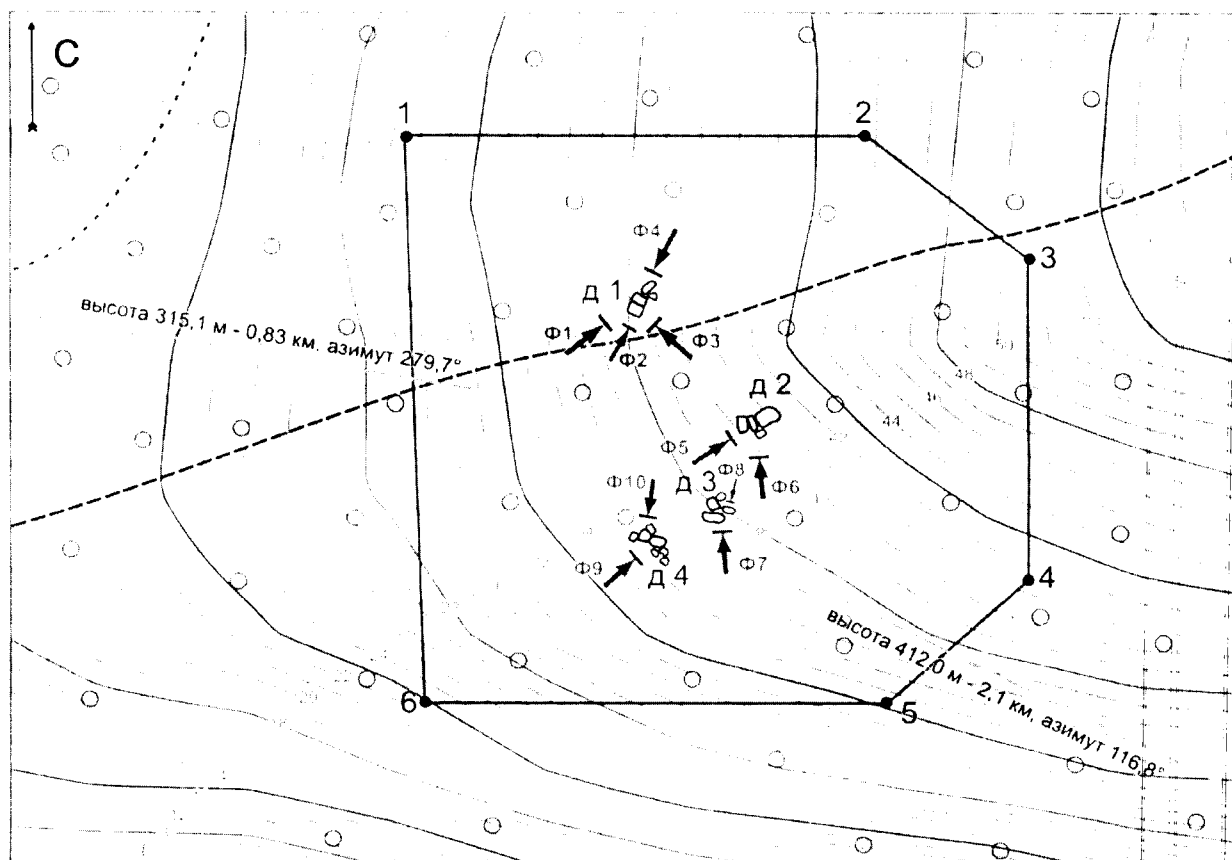 С
1
2
3
Ф4
Д 1
высота 315,1 м - 0,83 км. азимут 279,7°
Ф1
Ф2
Ф3
48
Д 2
44
Ф5
Ф8
Ф10
Д 3
Ф6
Ф9
Д 4
Ф7
4
высота 412,0 м - 2,1 км. азимут 116,8°
6
5